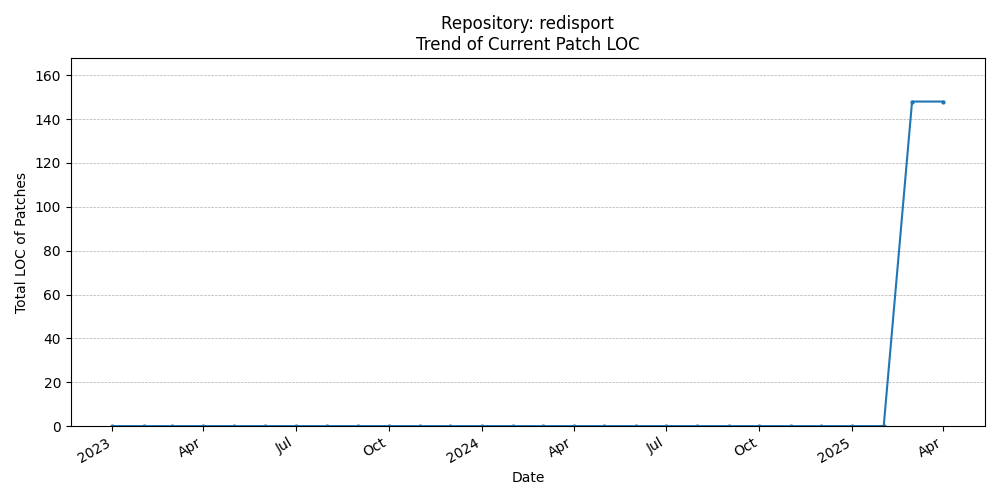 Repository: redisport
Trend of Current Patch LOC
Total LOC of Patches
160
140
120
100
80
60
40
20
0
2023
Apr
Jul
Oct
2024
Apr
Jul
Oct
2025
Apr
Date